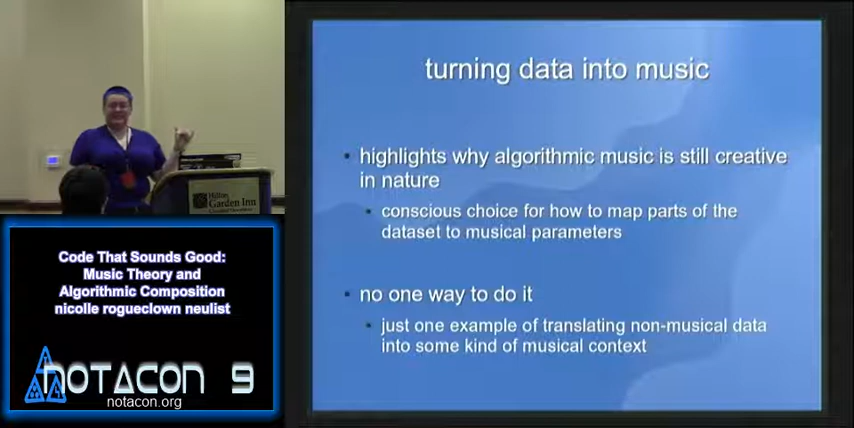 turning data into music
• highlights why algorithmic music is still creative
in nature
• conscious choice for how to map parts of the
dataset to musical parameters
• no one way to do it
• just one example of translating non-musical data
into some kind of musical context
Hilton
Garden Inn
Code That Sounds Good:
Music Theory and
Algorithmic Composition
nicolle rogueclown neulist
NOTACON 9
notacon.org